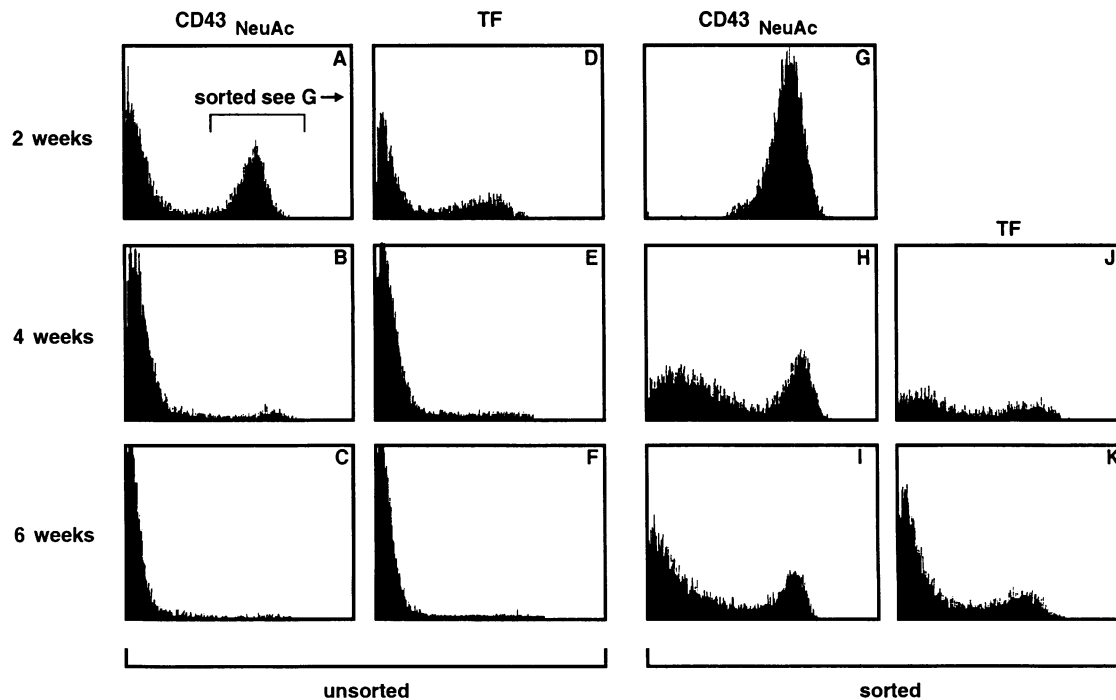 CD43 NeuAc
TF
CD43 NeuAc
2 weeks
A
sorted see G →
D
G
TF
4 weeks
B
E
H
J
6 weeks
C
F
I
K
unsorted
sorted